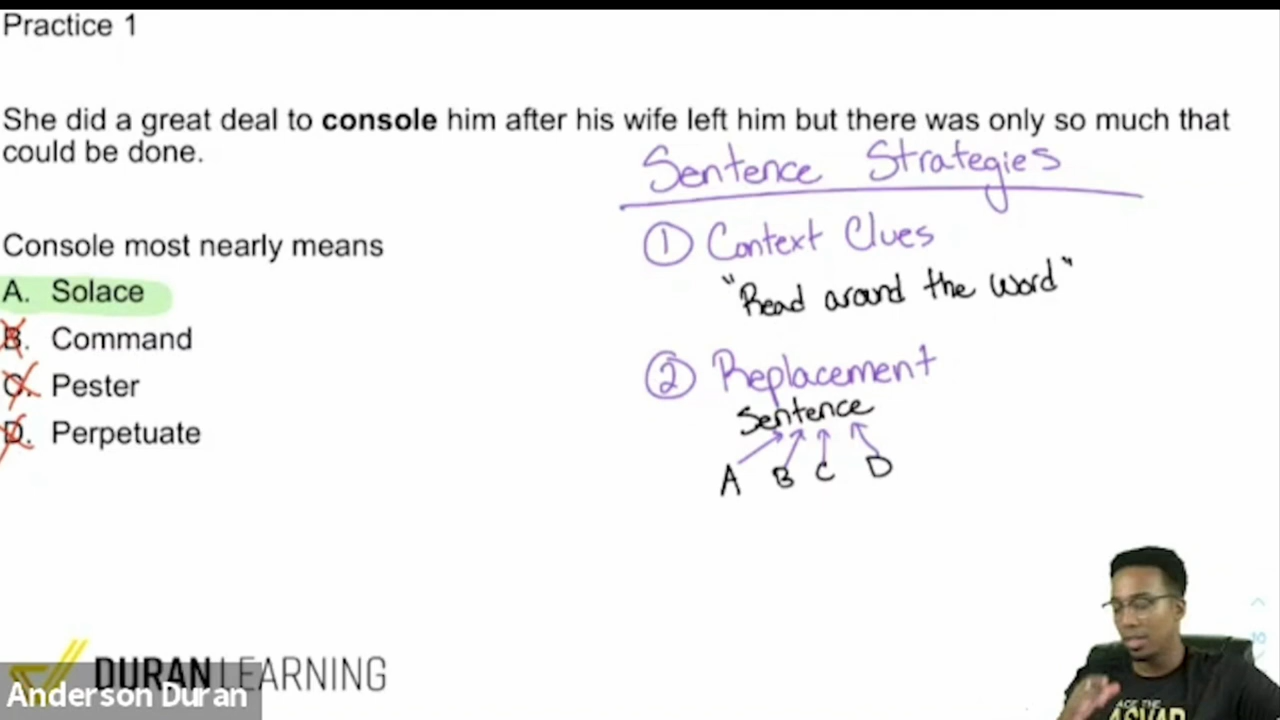 Practice 1
She did a great deal to console him after his wife left him but there was only so much that
could be done.
Sentence Strategies
① Context Clues
"Read around the word"
② Replacement
Sentence
A B C D
Console most nearly means
A. Solace
B. Command
C. Pester
D. Perpetuate
DURAN LEARNING
Anderson Duran
ASVAB